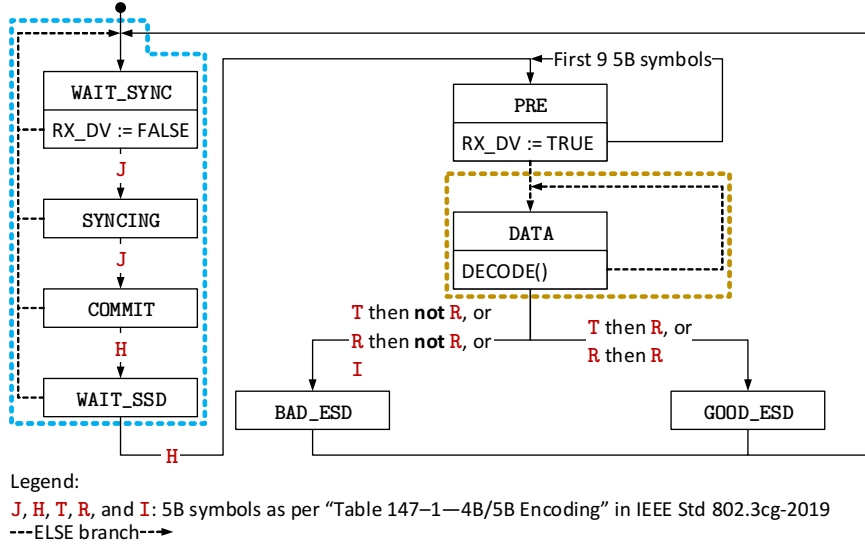 First 9 5B symbols
WAIT_SYNC
RX_DV := FALSE
J
SYNCING
J
COMMIT
H
WAIT_SSD
H
PRE
RX_DV := TRUE
DATA
DECODE()
T then not R, or
R then not R, or
I
T then R, or
R then R
BAD_ESD
GOOD_ESD
Legend:
J, H, T, R, and I: 5B symbols as per “Table 147–1—4B/5B Encoding” in IEEE Std 802.3cg-2019
ELSE branch